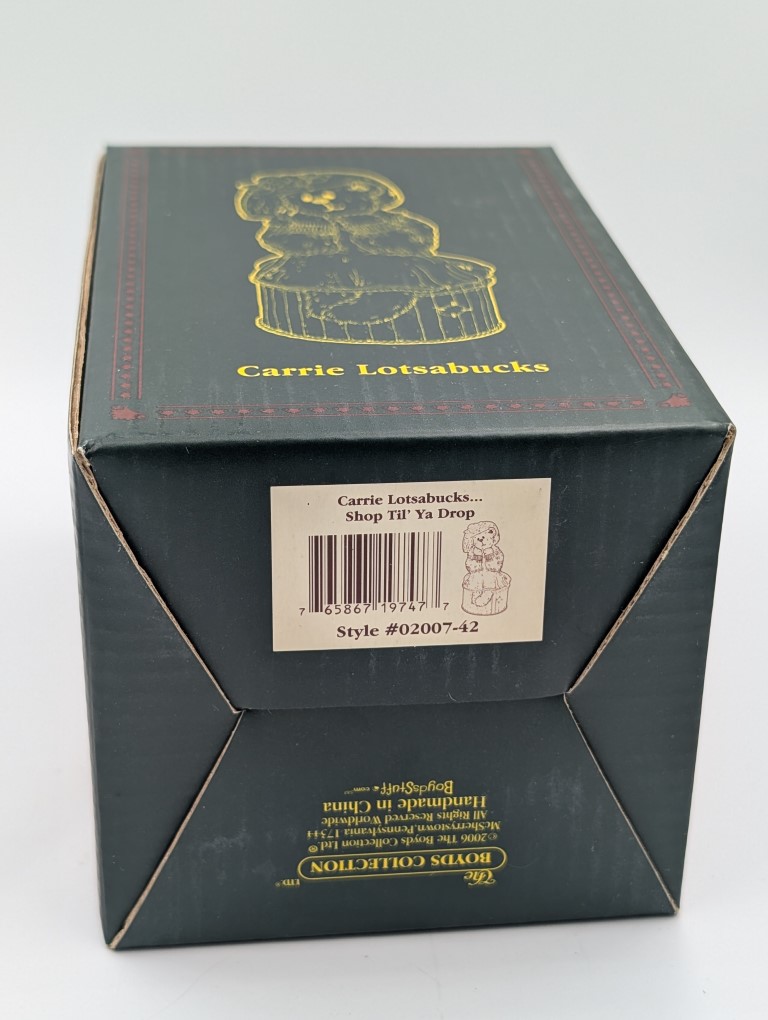 Carrie Lotsabucks
Carrie Lotsabucks...
Shop Til' Ya Drop
7 65867 19747 7
Style #02007-42
The
BOYDS COLLECTION LTD®
©2006 The Boyds Collection Ltd.®
McSherrystown, Pennsylvania 17344
All Rights Reserved Worldwide
Handmade in China
BoydsStuff.com